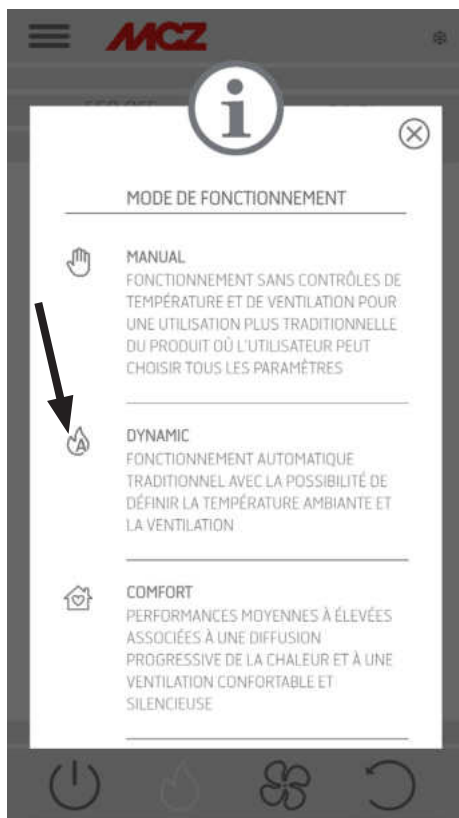 MCZ
MODE DE FONCTIONNEMENT
MANUAL
FONCTIONNEMENT SANS CONTRÔLES DE
TEMPÉRATURE ET DE VENTILATION POUR
UNE UTILISATION PLUS TRADITIONNELLE
DU PRODUIT OÙ L'UTILISATEUR PEUT
CHOISIR TOUS LES PARAMÈTRES
DYNAMIC
FONCTIONNEMENT AUTOMATIQUE
TRADITIONNEL AVEC LA POSSIBILITÉ DE
DÉFINIR LA TEMPÉRATURE AMBIANTE ET
LA VENTILATION
COMFORT
PERFORMANCES MOYENNES À ÉLEVÉES
ASSOCIÉES À UNE DIFFUSION
PROGRESSIVE DE LA CHALEUR ET À UNE
VENTILATION CONFORTABLE ET
SILENCIEUSE